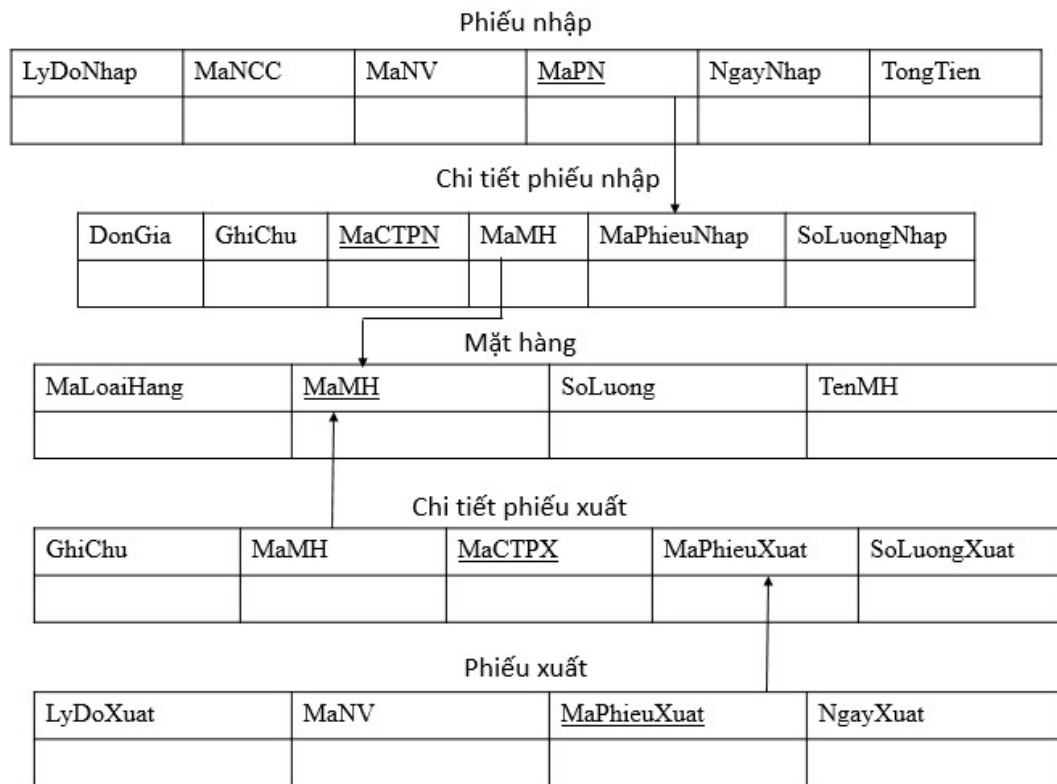 Phiếu nhập
LyDoNhap MaNCC MaNV MaPN NgayNhap TongTien
Chi tiết phiếu nhập
DonGia GhiChu MaCTPN MaMH MaPhieuNhap SoLuongNhap
Mặt hàng
MaLoaiHang MaMH SoLuong TenMH
Chi tiết phiếu xuất
GhiChu MaMH MaCTPX MaPhieuXuat SoLuongXuat
Phiếu xuất
LyDoXuat MaNV MaPhieuXuat NgayXuat